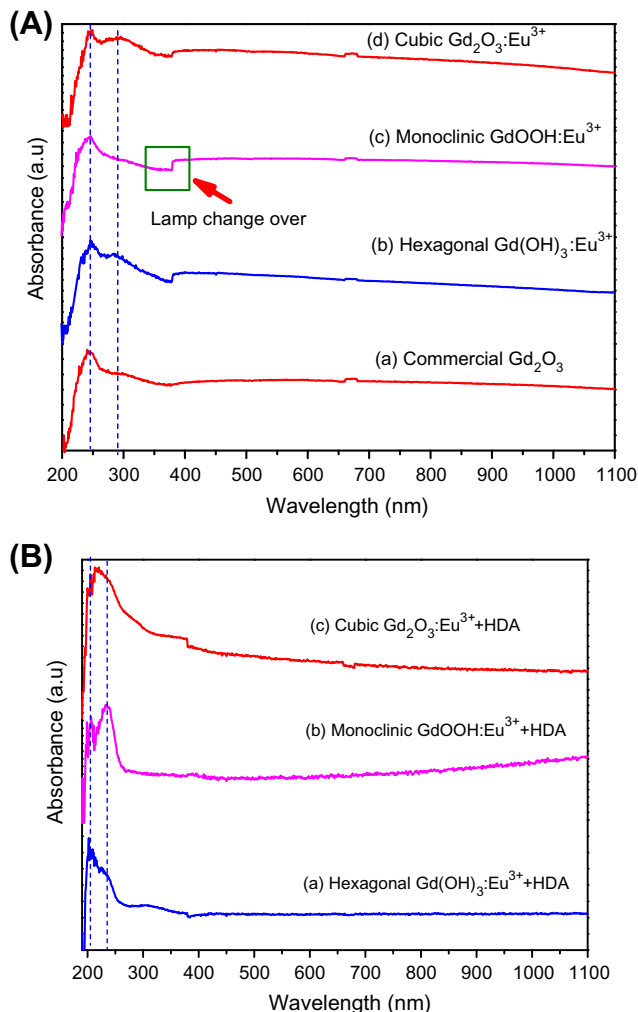 (A)
(d) Cubic Gd₂O₃:Eu³⁺
(c) Monoclinic GdOOH:Eu³⁺
Lamp change over
(b) Hexagonal Gd(OH)₃:Eu³⁺
(a) Commercial Gd₂O₃
Absorbance (a.u)
200 300 400 500 600 700 800 900 1000 1100
Wavelength (nm)
(B)
(c) Cubic Gd₂O₃:Eu³⁺+HDA
(b) Monoclinic GdOOH:Eu³⁺+HDA
(a) Hexagonal Gd(OH)₃:Eu³⁺+HDA
Absorbance (a.u)
200 300 400 500 600 700 800 900 1000 1100
Wavelength (nm)